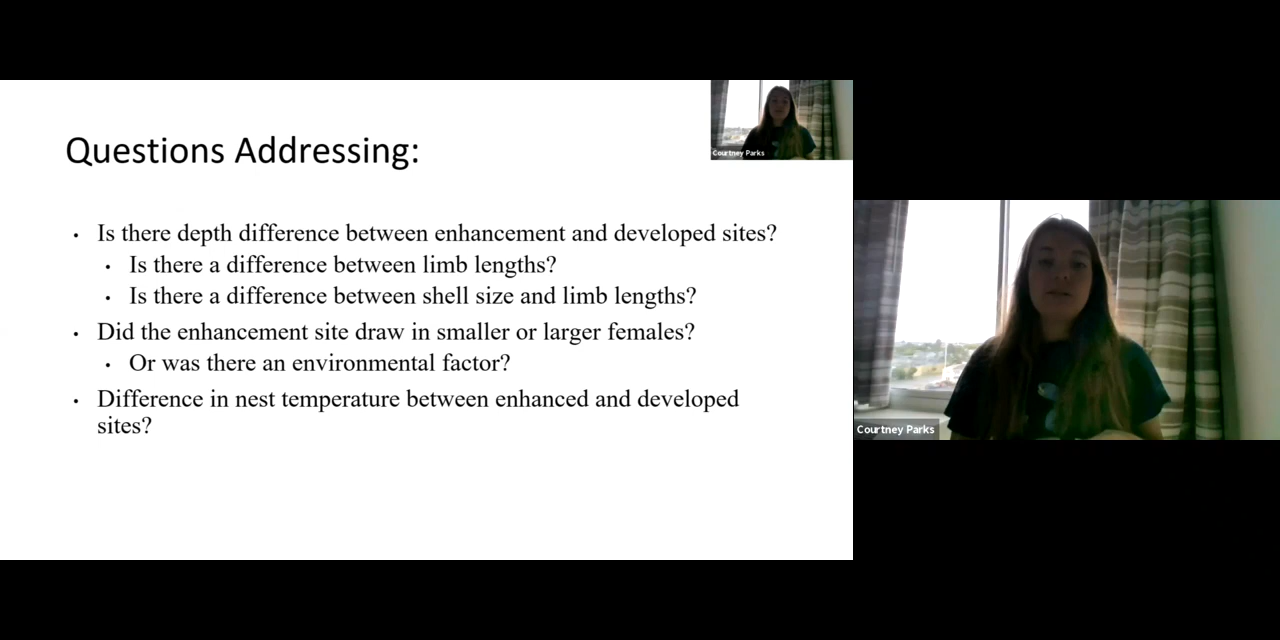 Questions Addressing:
Courtney Parks
• Is there depth difference between enhancement and developed sites?
• Is there a difference between limb lengths?
• Is there a difference between shell size and limb lengths?
• Did the enhancement site draw in smaller or larger females?
• Or was there an environmental factor?
• Difference in nest temperature between enhanced and developed
sites?
Courtney Parks